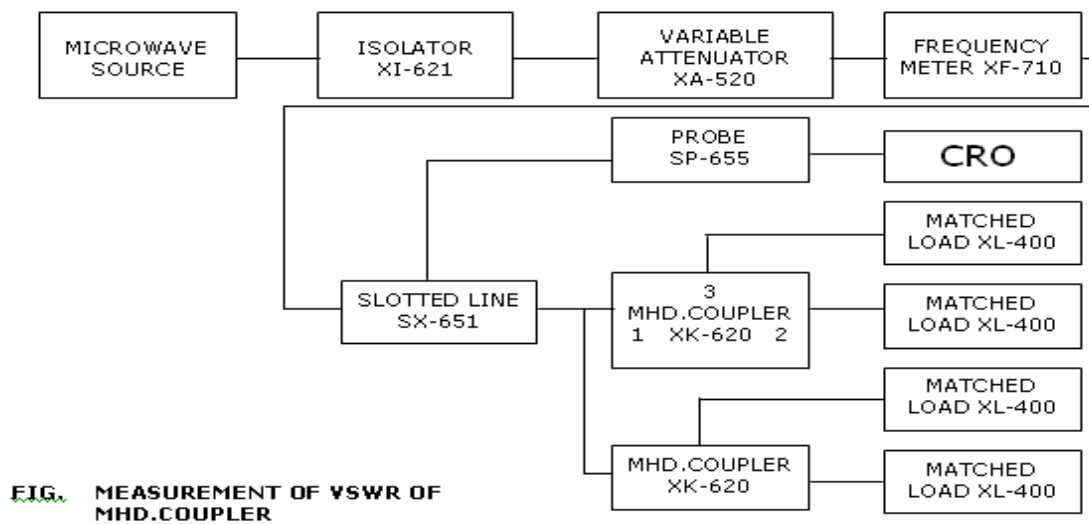 MICROWAVE
SOURCE
ISOLATOR
XI-621
VARIABLE
ATTENUATOR
XA-520
FREQUENCY
METER XF-710
PROBE
SP-655
CRO
MATCHED
LOAD XL-400
SLOTTED LINE
SX-651
3
MHD.COUPLER
1 XK-620 2
MATCHED
LOAD XL-400
MATCHED
LOAD XL-400
MHD.COUPLER
XK-620
MATCHED
LOAD XL-400
FIG. MEASUREMENT OF VSWR OF
MHD.COUPLER